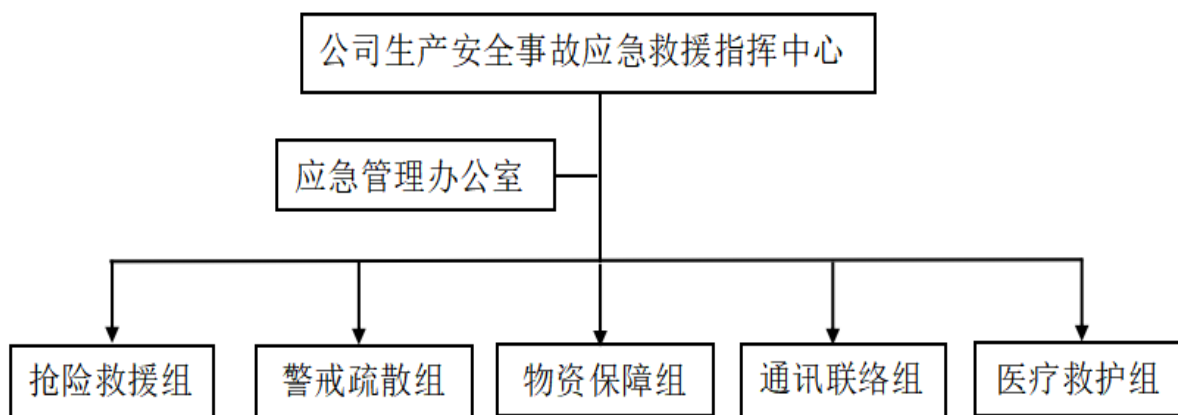 公司生产安全事故应急救援指挥中心
应急管理办公室
抢险救援组
警戒疏散组
物资保障组
通讯联络组
医疗救护组